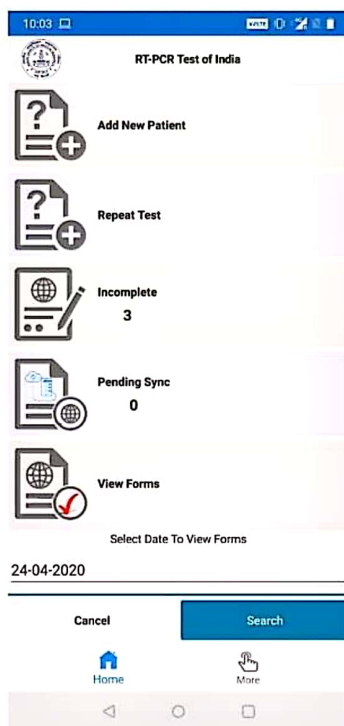 10:03
RT-PCR Test of India
Add New Patient
Repeat Test
Incomplete
3
Pending Sync
0
View Forms
Select Date To View Forms
24-04-2020
Cancel
Search
Home
More